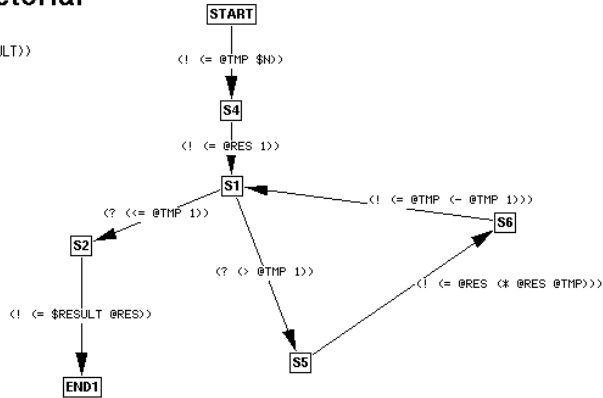 START
(! (= @TMP $N))
S4
(! (= @RES 1))
S1
(! (= @TMP (- @TMP 1)))
(? (<= @TMP 1))
S6
S2
(? (> @TMP 1))
(! (= @RES (* @RES @TMP)))
(! (= $RESULT @RES))
S5
END1